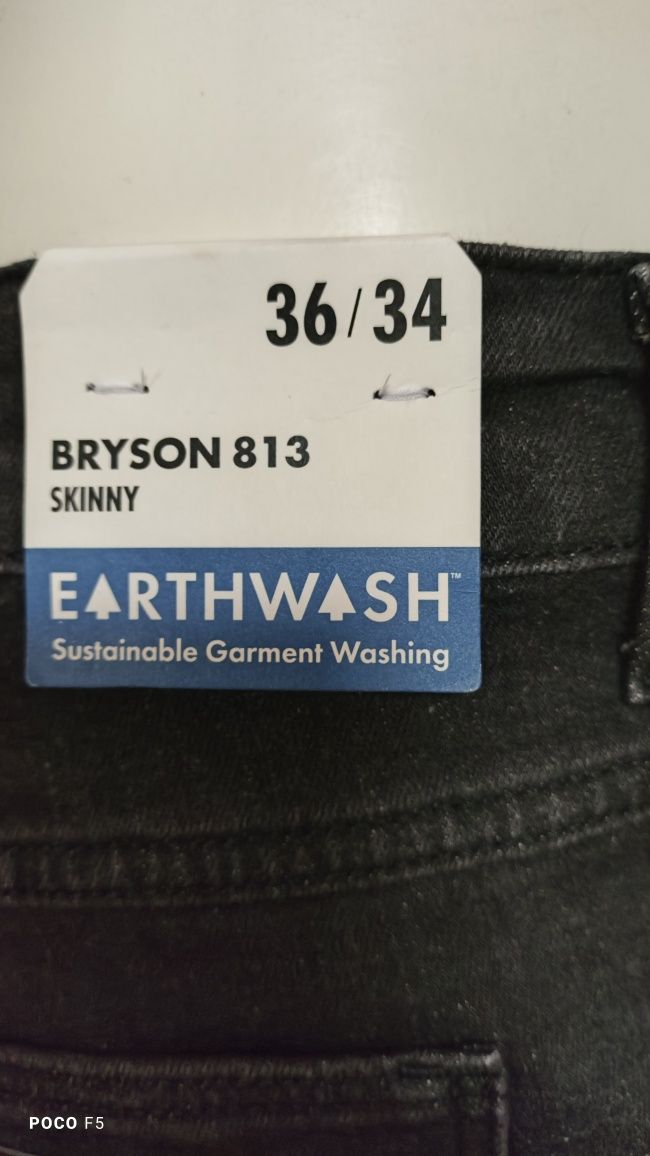 36/34
BRYSON 813
SKINNY
EARTHWASH™
Sustainable Garment Washing
POCO F5